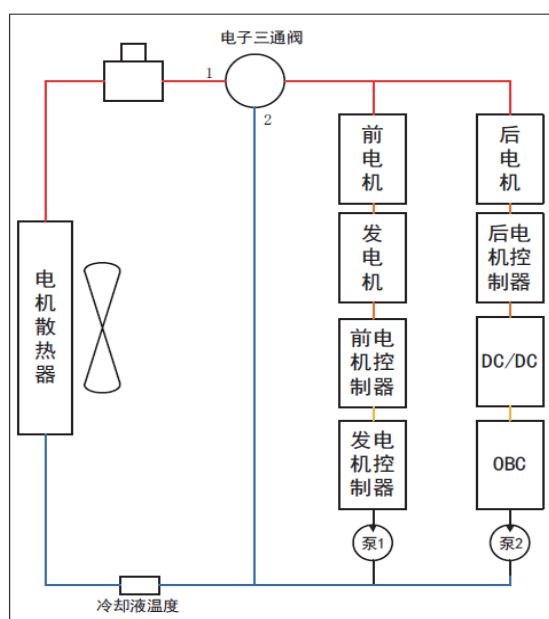 电子三通阀
1
2
前
电
机
后
电
机
发
电
机
后电
机控
制器
电
机
散
热
器
前电
机控
制器
DC/DC
发电
机控
制器
OBC
泵1
泵2
冷却液温度